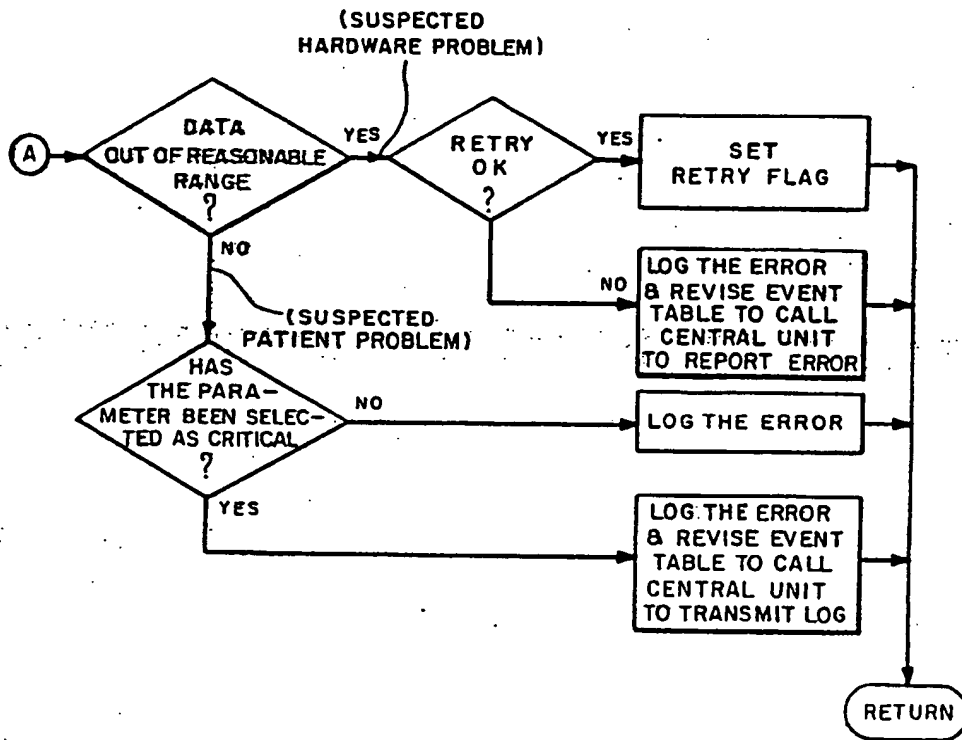 (SUSPECTED
HARDWARE PROBLEM)
A
DATA
OUT OF REASONABLE
RANGE
?
YES
RETRY
OK
?
YES
SET
RETRY FLAG
NO
(SUSPECTED
PATIENT PROBLEM)
NO
LOG THE ERROR
& REVISE EVENT
TABLE TO CALL
CENTRAL UNIT
TO REPORT ERROR
HAS
THE PARA-
METER BEEN SELEC-
TED AS CRITICAL
?
NO
LOG THE ERROR
YES
LOG THE ERROR
& REVISE EVENT
TABLE TO CALL
CENTRAL UNIT
TO TRANSMIT LOG
RETURN